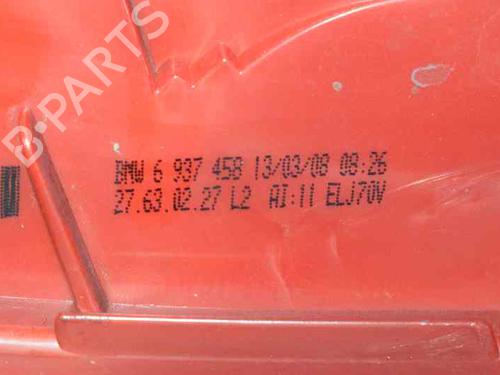 B·PARTS
BMW 6 937 458 13/03/08 08:26
27.63.02.27 L2 AI:11 ELJ70V